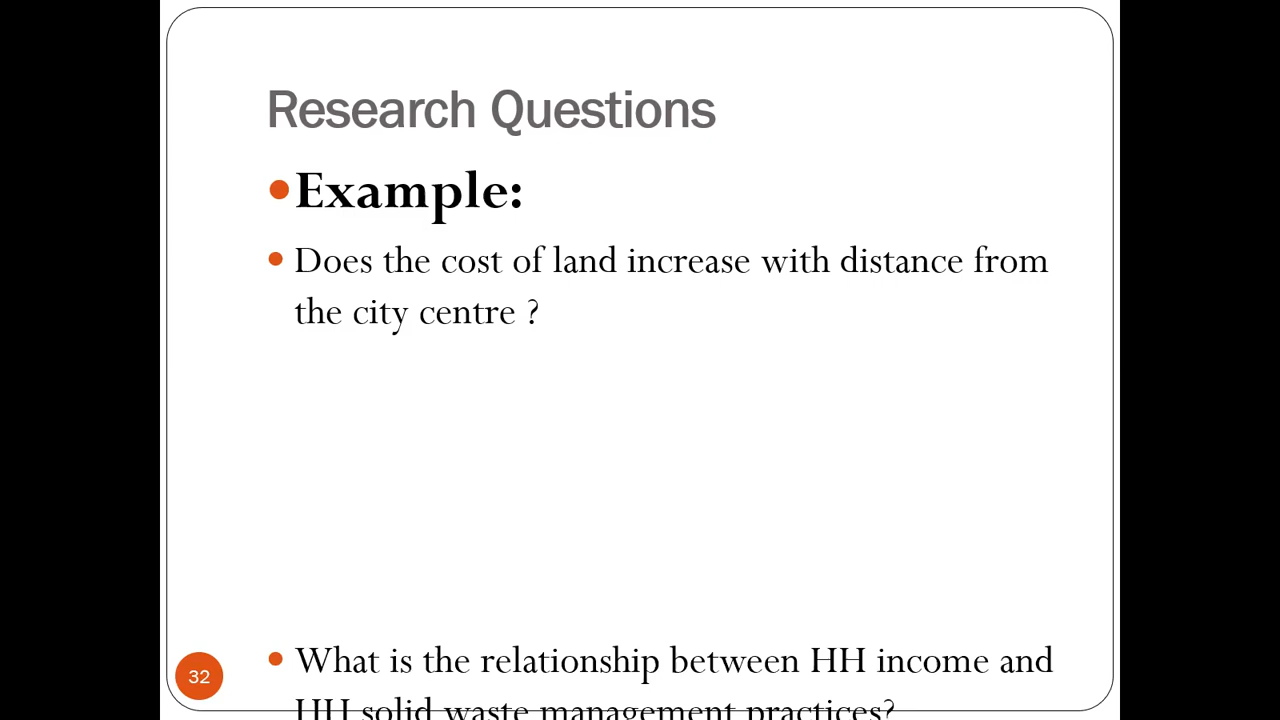 Research Questions
Example:
Does the cost of land increase with distance from
the city centre ?
What is the relationship between HH income and
32
HH solid waste management practices?